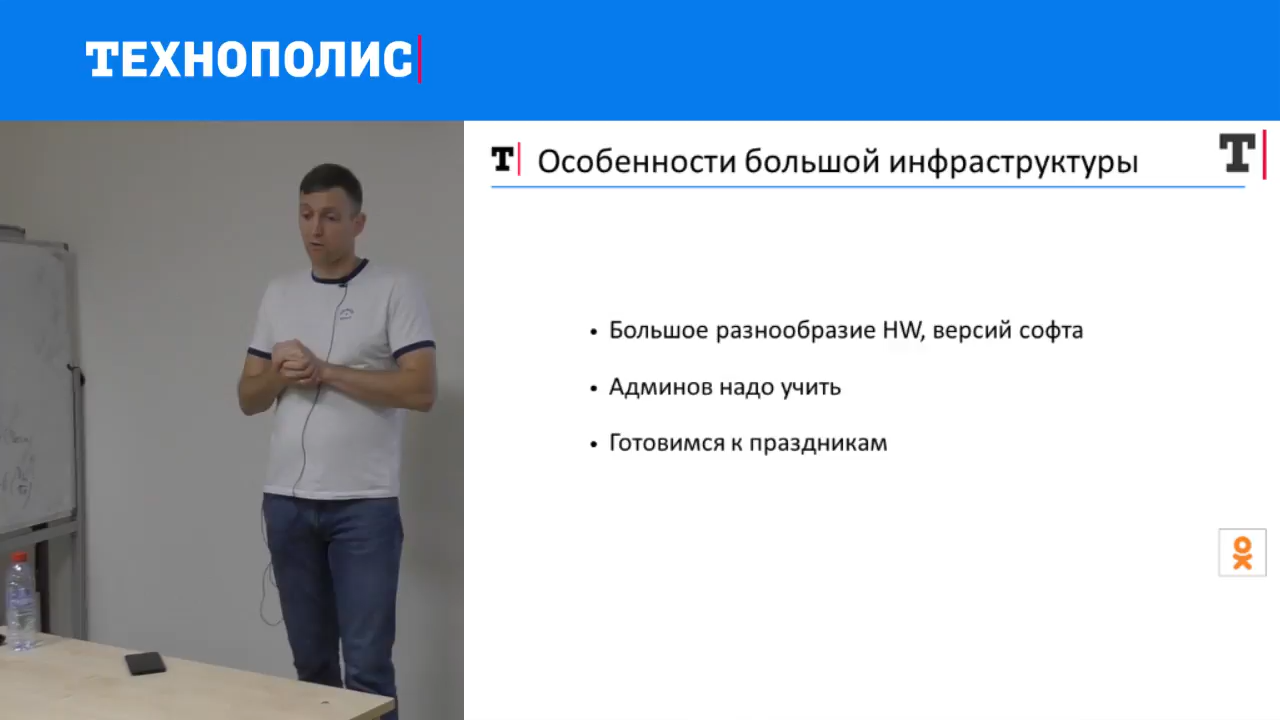 ТЕХНОПОЛИС
Т Особенности большой инфраструктуры Т
• Большое разнообразие HW, версий софта
• Админов надо учить
• Готовимся к праздникам